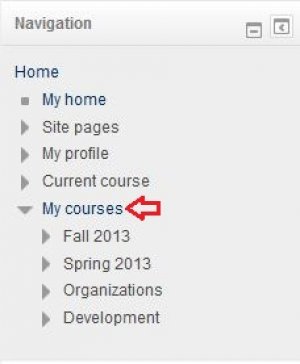 Navigation
Home
My home
Site pages
My profile
Current course
My courses
Fall 2013
Spring 2013
Organizations
Development